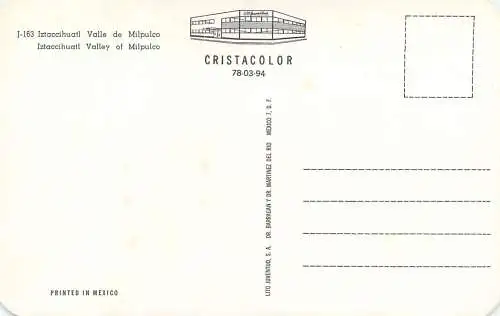 J-163 Iztaccihuatl Valle de Milpulco
Iztaccihuatl Valley of Milpulco
CRISTACOLOR
78-03-94
LITO JUVENTUD, S. A. DR. BARRAGAN Y DR. MARTINEZ DEL RIO MEXICO 7, D. F.
PRINTED IN MEXICO